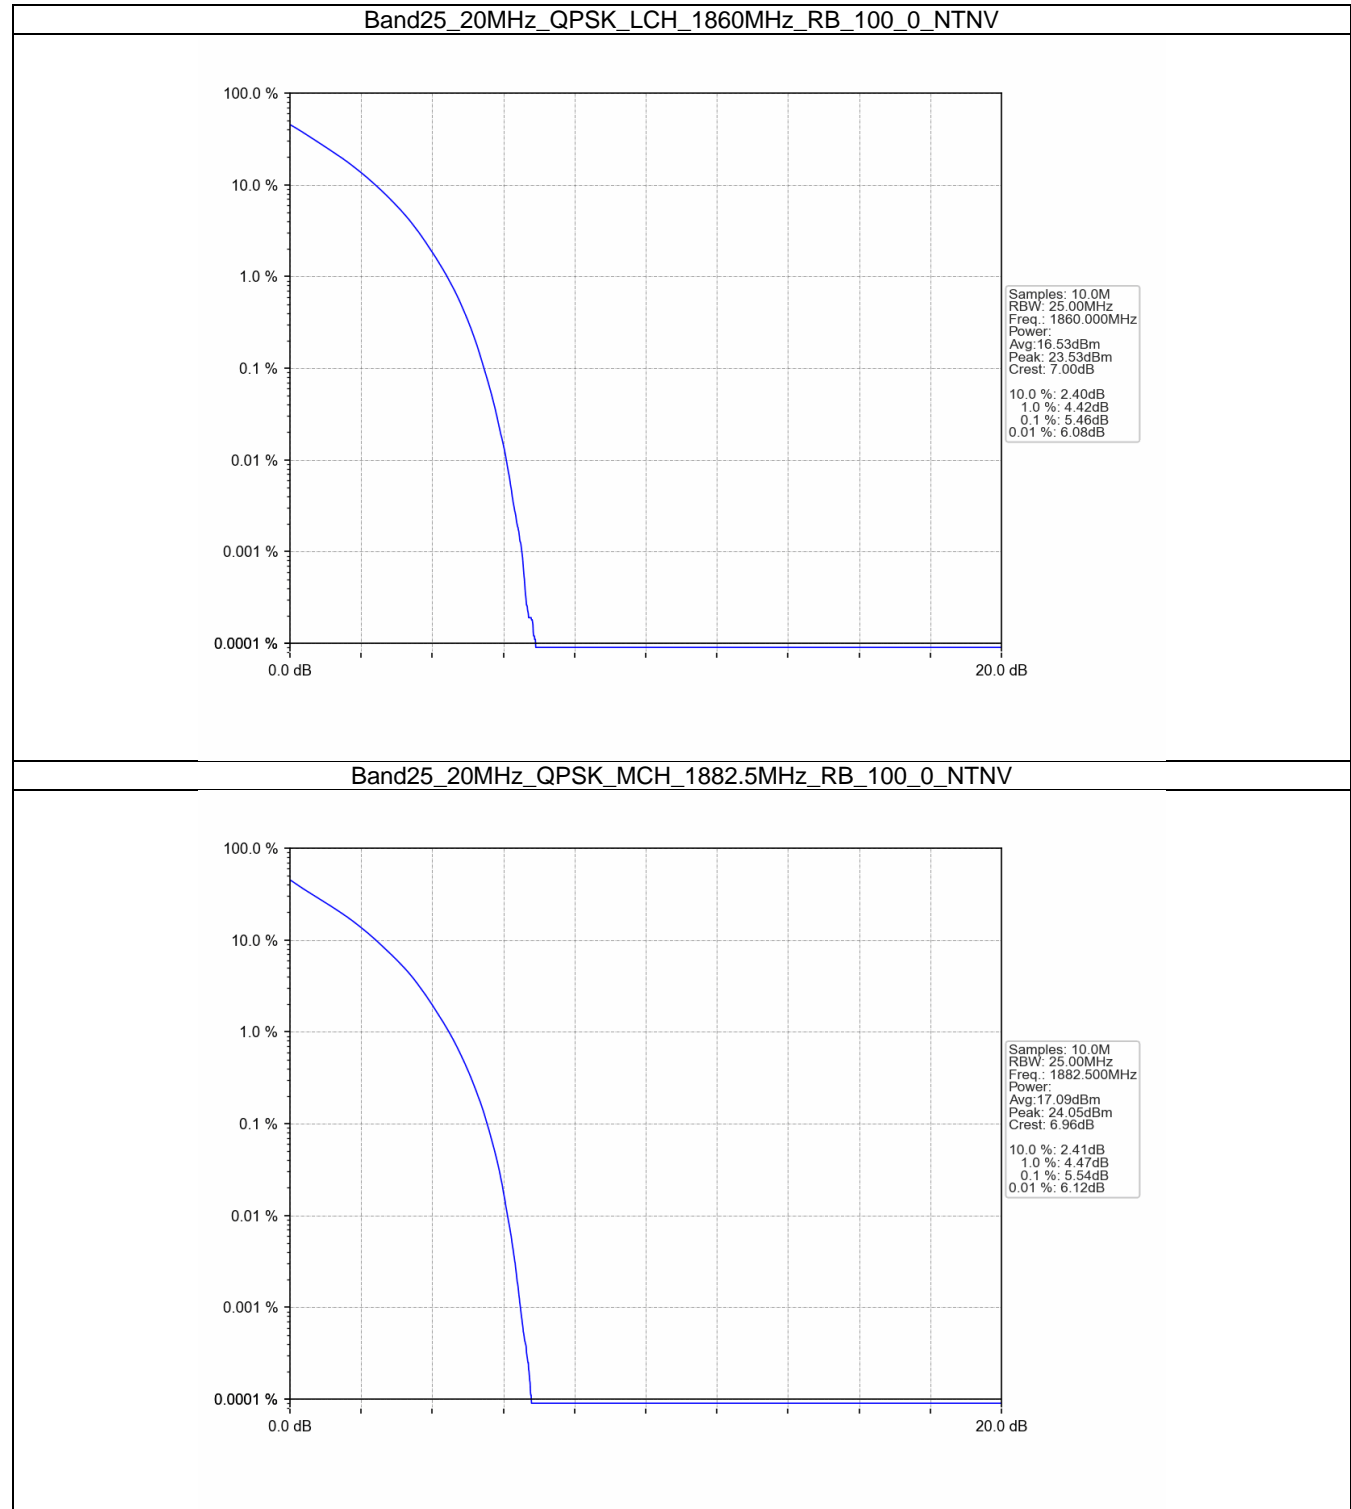 Band25_20MHz_QPSK_LCH_1860MHz_RB_100_0_NTNV
100.0 %
10.0 %
1.0 %
0.1 %
0.01 %
0.001 %
0.0001 %
0.0 dB
20.0 dB
Samples: 10.0M
RBW: 25.00MHz
Freq.: 1860.000MHz
Power:
Avg:16.53dBm
Peak: 23.53dBm
Crest: 7.00dB
10.0 %: 2.40dB
1.0 %: 4.42dB
0.1 %: 5.46dB
0.01 %: 6.08dB
Band25_20MHz_QPSK_MCH_1882.5MHz_RB_100_0_NTNV
100.0 %
10.0 %
1.0 %
0.1 %
0.01 %
0.001 %
0.0001 %
0.0 dB
20.0 dB
Samples: 10.0M
RBW: 25.00MHz
Freq.: 1882.500MHz
Power:
Avg:17.09dBm
Peak: 24.05dBm
Crest: 6.96dB
10.0 %: 2.41dB
1.0 %: 4.47dB
0.1 %: 5.54dB
0.01 %: 6.12dB